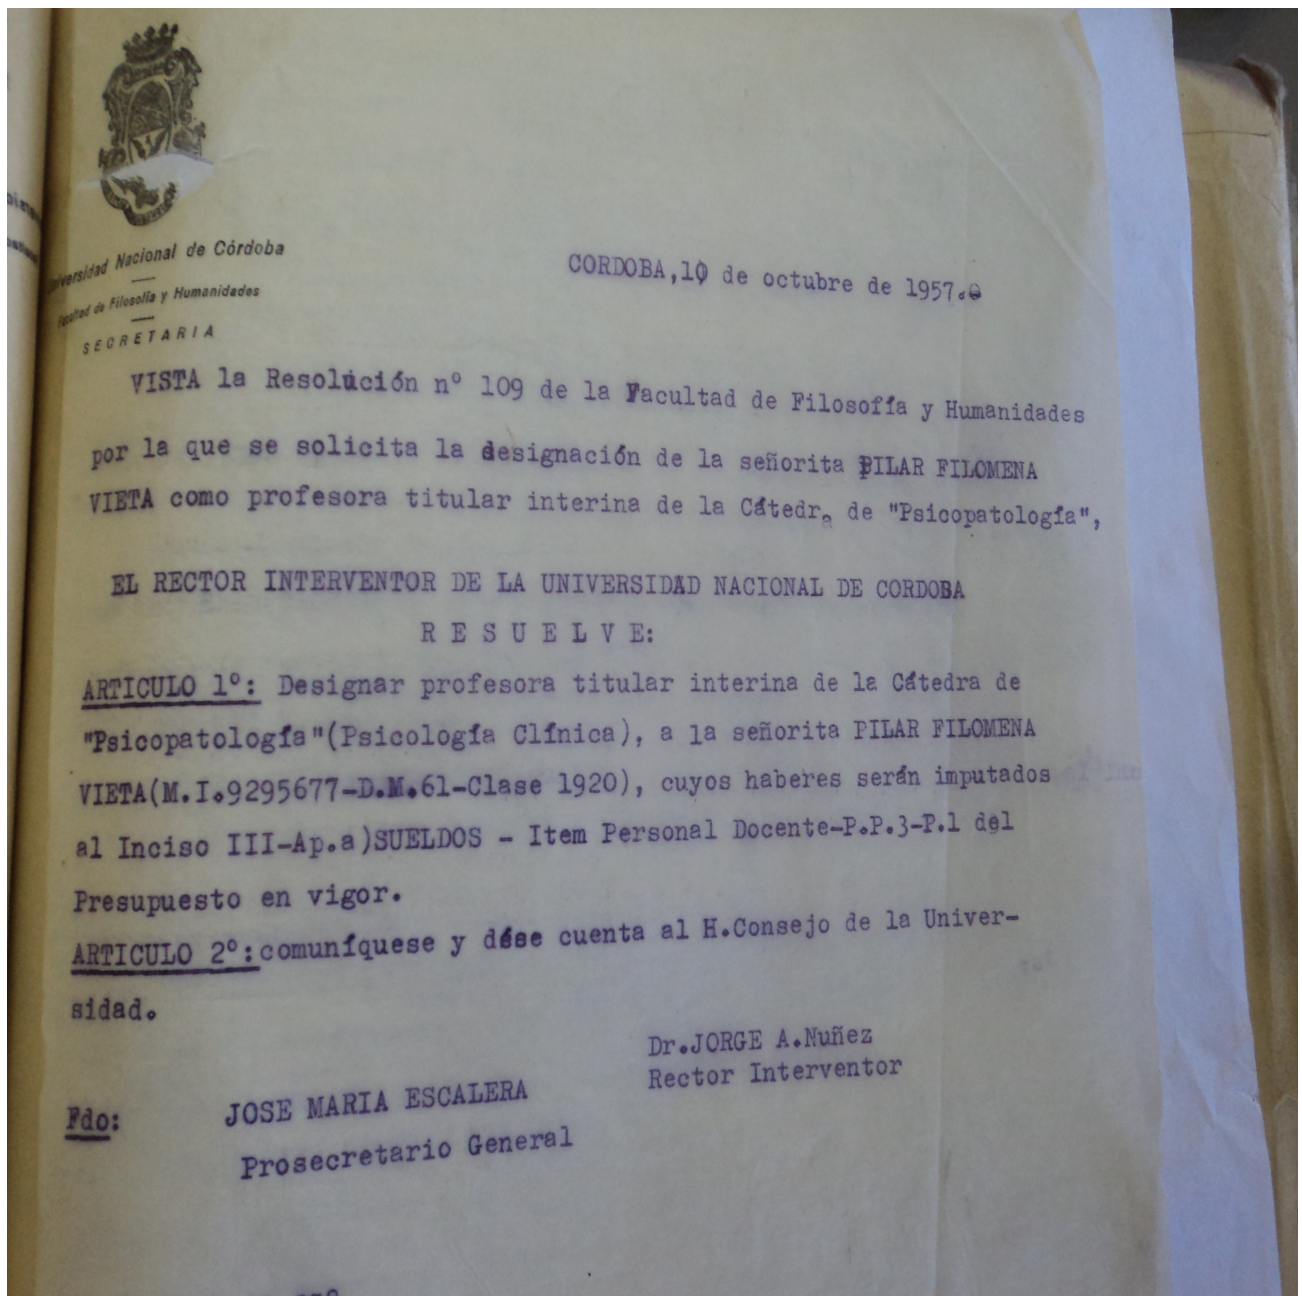 Universidad Nacional de Córdoba
Facultad de Filosofía y Humanidades
SECRETARIA
CORDOBA,10 de octubre de 1957.
VISTA la Resolución nº 109 de la Facultad de Filosofía y Humanidades
por la que se solicita la designación de la señorita PILAR FILOMENA
VIETA como profesora titular interina de la Cátedra de "Psicopatología",
EL RECTOR INTERVENTOR DE LA UNIVERSIDAD NACIONAL DE CORDOBA
R E S U E L V E:
ARTICULO 1º: Designar profesora titular interina de la Cátedra de
"Psicopatología"(Psicología Clínica), a la señorita PILAR FILOMENA
VIETA(M.I.9295677-D.M.61-Clase 1920), cuyos haberes serán imputados
al Inciso III-Ap.a)SUELDOS - Item Personal Docente-P.P.3-P.1 del
Presupuesto en vigor.
ARTICULO 2º:comuníquese y dése cuenta al H.Consejo de la Univer-
sidad.
Dr.JORGE A.Nuñez
Rector Interventor
Fdo: JOSE MARIA ESCALERA
Prosecretario General